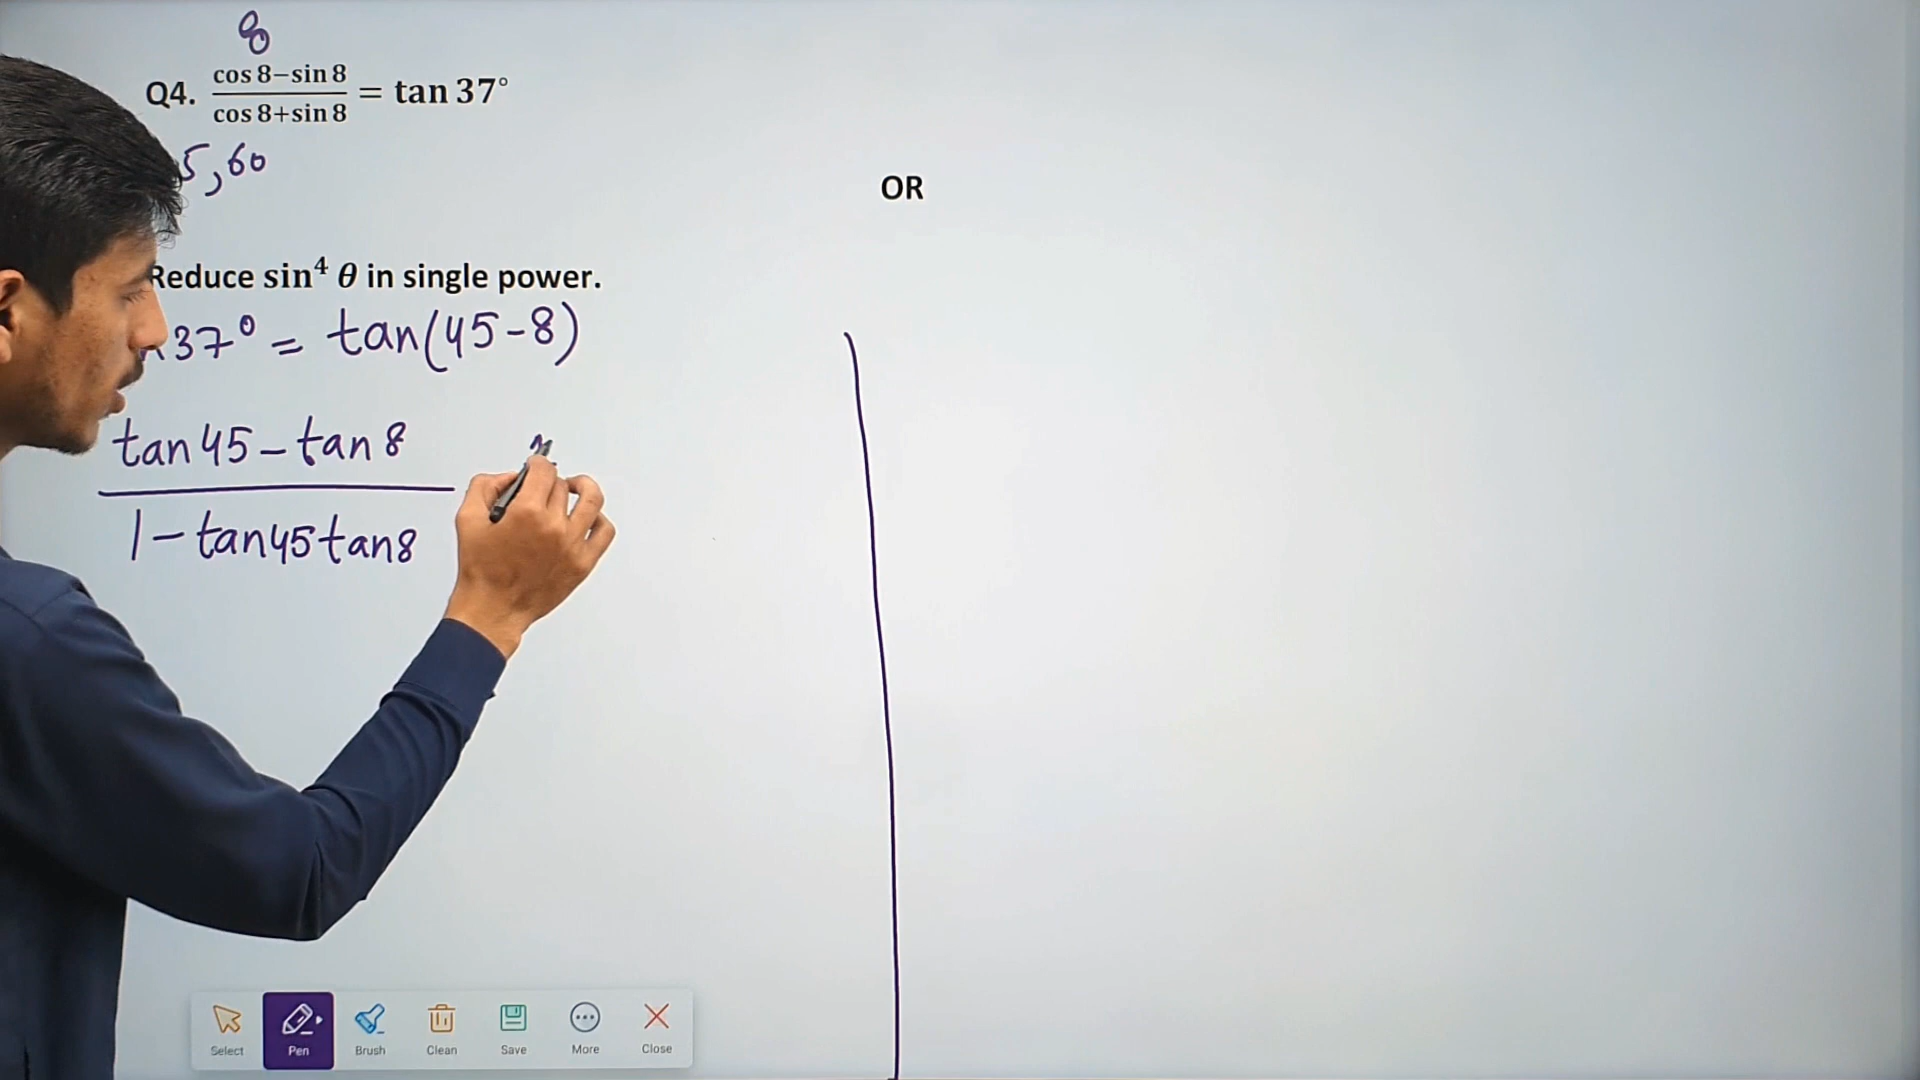 8
Q4. cos 8−sin 8 / cos 8+sin 8 = tan 37°
5, 60
OR
Reduce sin⁴ θ in single power.
37° = tan(45-8)
tan 45 - tan 8
1 - tan45 tan8
Select Pen Brush Clean Save More Close